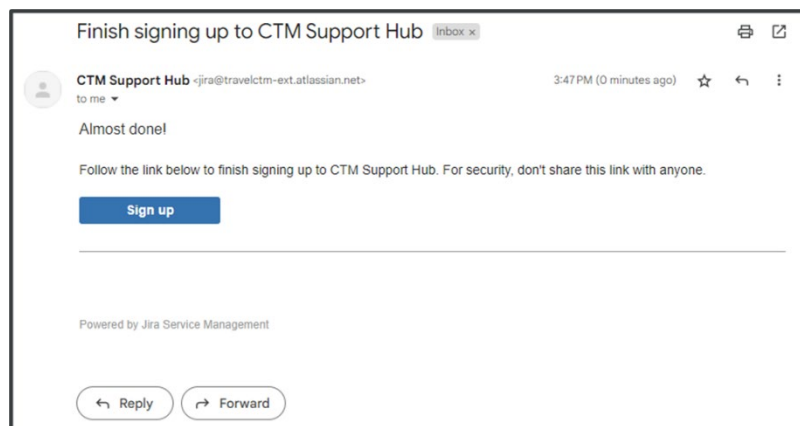 Finish signing up to CTM Support Hub Inbox x
CTM Support Hub <jira@travelctm-ext.atlassian.net> 3:47 PM (0 minutes ago)
to me
Almost done!
Follow the link below to finish signing up to CTM Support Hub. For security, don't share this link with anyone.
Sign up
Powered by Jira Service Management
Reply Forward